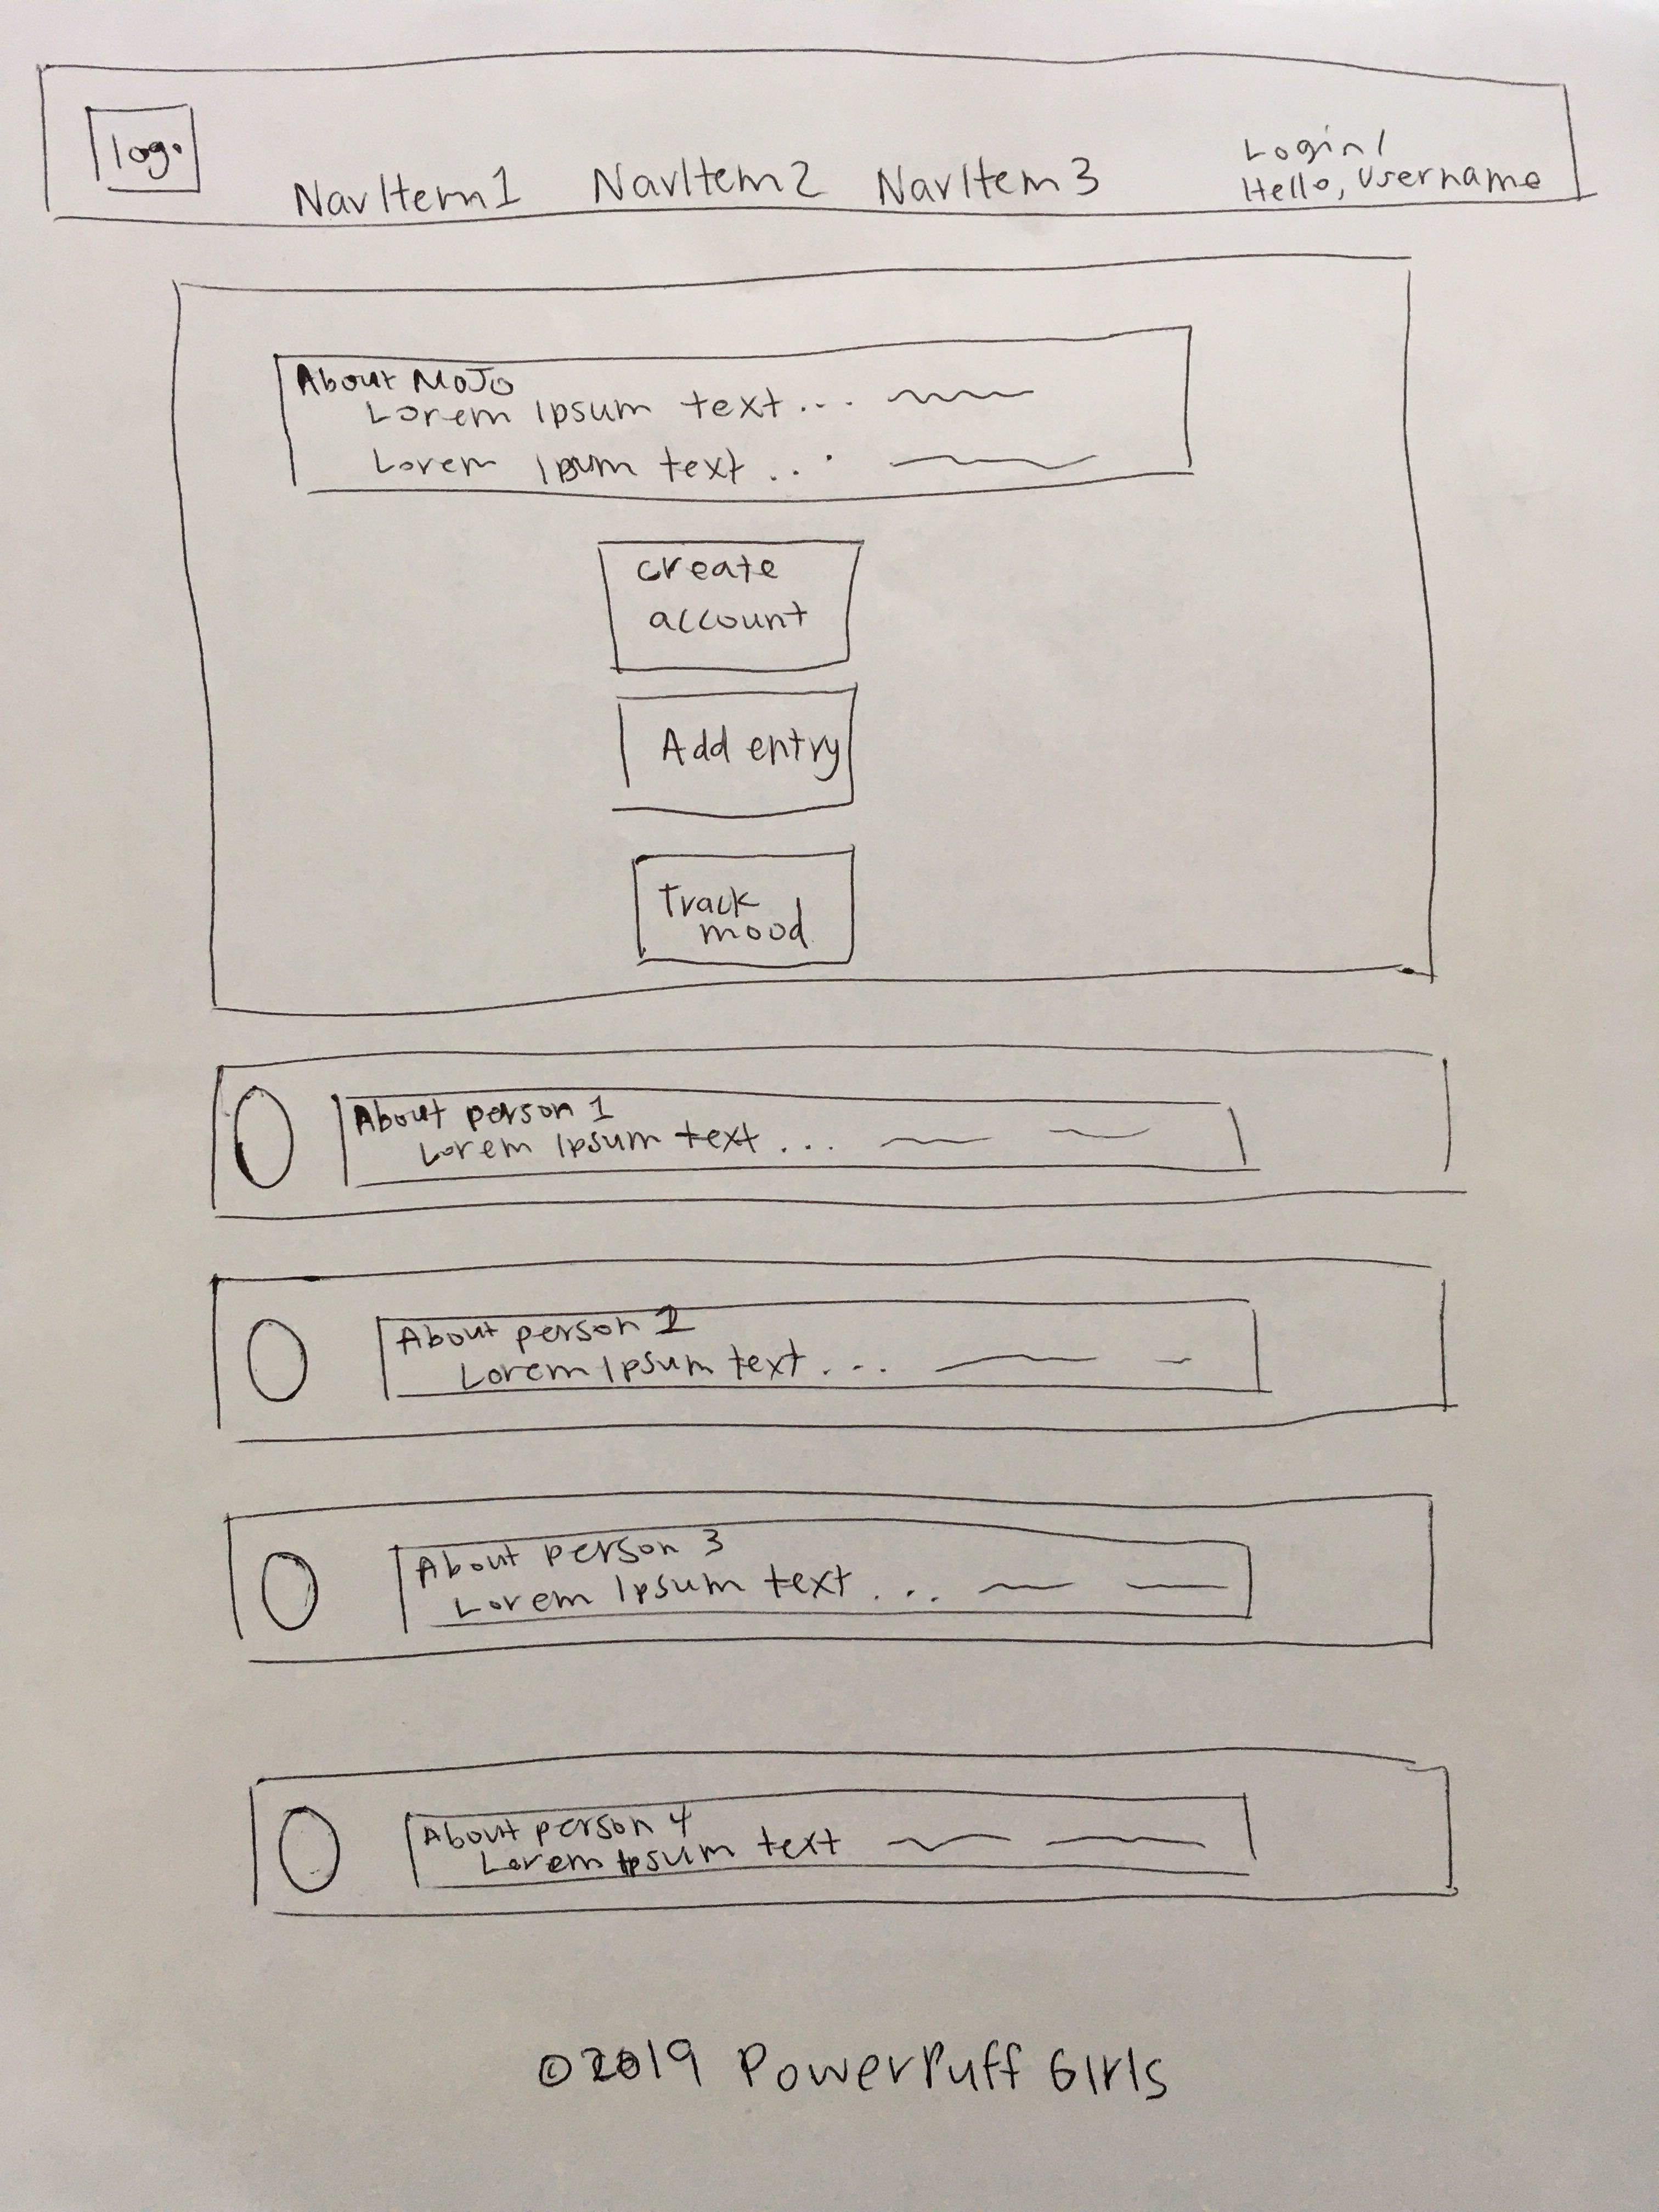 logo
NavItem1 NavItem2 NavItem3
Login/
Hello, Username
About MoJo
Lorem Ipsum text...
Lorem Ipsum text...
create
account
Add entry
Track
mood
About person 1
Lorem Ipsum text...
About person 2
Lorem Ipsum text...
About person 3
Lorem Ipsum text...
About person 4
Lorem Ipsum text
©2019 PowerPuff Girls